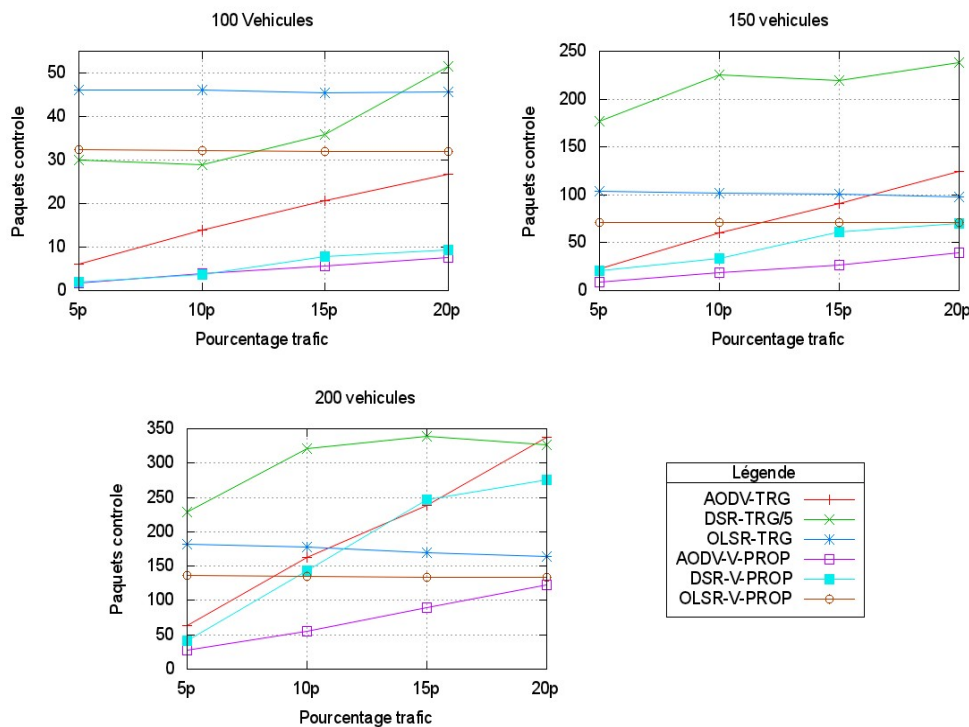 100 Vehicules
Paquets controle
50
40
30
20
10
0
5p 10p 15p 20p
Pourcentage trafic
150 vehicules
Paquets controle
250
200
150
100
50
0
5p 10p 15p 20p
Pourcentage trafic
200 vehicules
Paquets controle
350
300
250
200
150
100
50
0
5p 10p 15p 20p
Pourcentage trafic
Légende
AODV-TRG
DSR-TRG/5
OLSR-TRG
AODV-V-PROP
DSR-V-PROP
OLSR-V-PROP